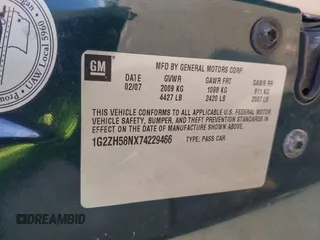 GM
MFD BY GENERAL MOTORS CORP.
DATE GVWR GAWR FRT GAWR RR
02/07 2009 KG 1098 KG 911 KG
4427 LB 2420 LB 2007 LB
THIS VEHICLE CONFORMS TO ALL APPLICABLE U.S. FEDERAL MOTOR
VEHICLE SAFETY, BUMPER, AND THEFT PREVENTION STANDARDS
IN EFFECT ON THE DATE OF MANUFACTURE SHOWN ABOVE.
1G2ZH58NX74229466 TYPE: PASS CAR
UAW Local
DREAMBID